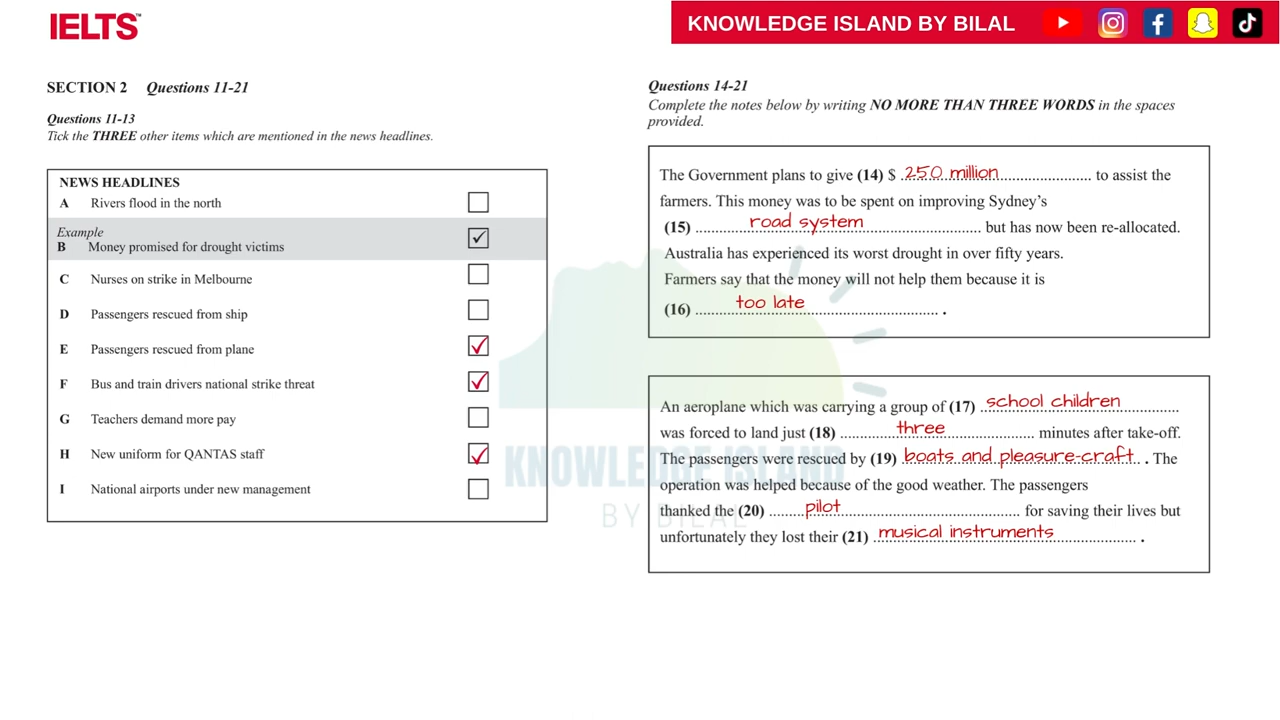 IELTS™
KNOWLEDGE ISLAND BY BILAL
SECTION 2 Questions 11-21
Questions 11-13
Tick the THREE other items which are mentioned in the news headlines.
NEWS HEADLINES
A Rivers flood in the north
Example
B Money promised for drought victims ✓
C Nurses on strike in Melbourne
D Passengers rescued from ship
E Passengers rescued from plane ✓
F Bus and train drivers national strike threat ✓
G Teachers demand more pay
H New uniform for QANTAS staff ✓
I National airports under new management
Questions 14-21
Complete the notes below by writing NO MORE THAN THREE WORDS in the spaces
provided.
The Government plans to give (14) $ 250 million to assist the
farmers. This money was to be spent on improving Sydney's
(15) road system but has now been re-allocated.
Australia has experienced its worst drought in over fifty years.
Farmers say that the money will not help them because it is
(16) too late .
An aeroplane which was carrying a group of (17) school children
was forced to land just (18) three minutes after take-off.
The passengers were rescued by (19) boats and pleasure-craft. . The
operation was helped because of the good weather. The passengers
thanked the (20) pilot for saving their lives but
unfortunately they lost their (21) musical instruments .
KNOWLEDGE ISLAND
BY BILAL